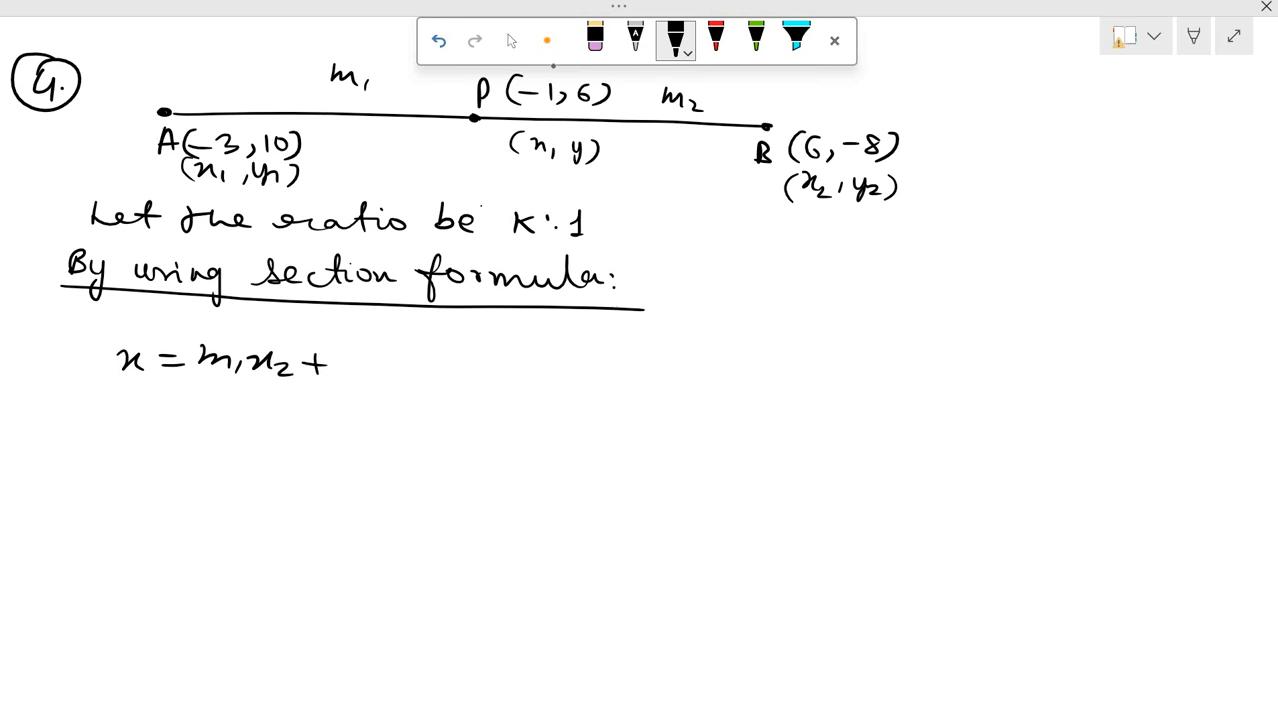 4.
m₁ P (-1, 6) m₂
A(-3, 10) (x, y) B (6, -8)
(x₁, y₁) (x₂, y₂)
Let the ratio be K:1
By using section formula:
x = m₁x₂ +